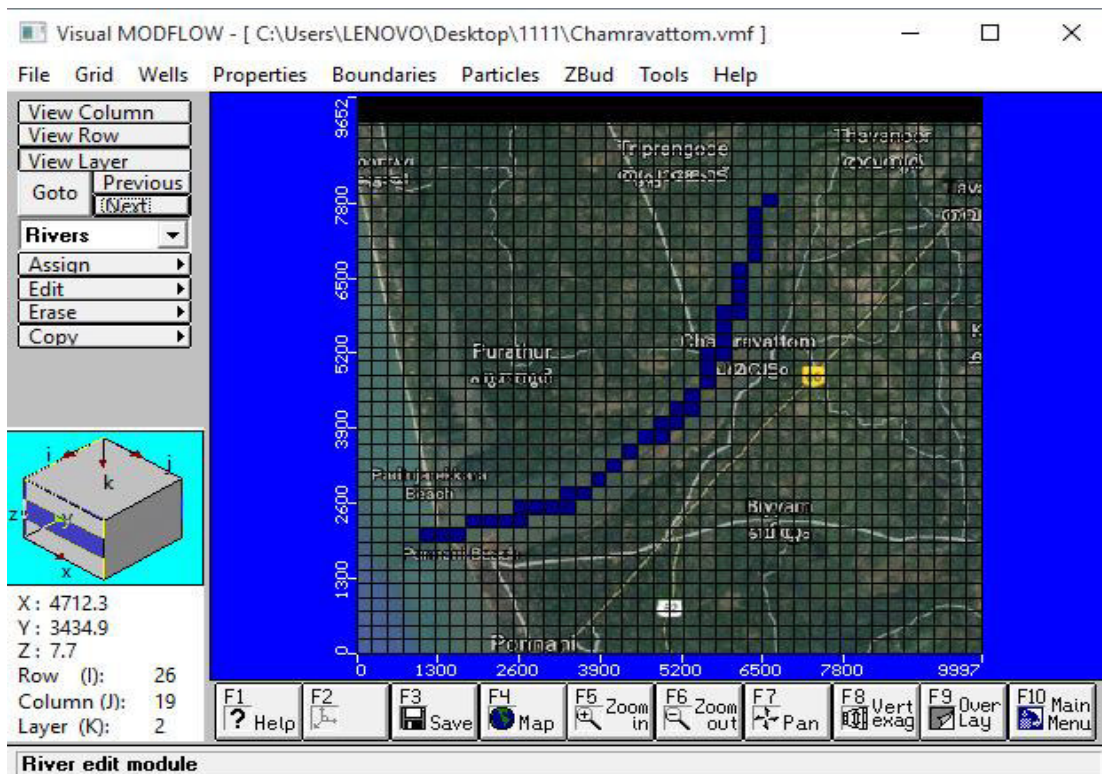 Visual MODFLOW - [ C:\Users\LENOVO\Desktop\1111\Chamravattom.vmf ]
File Grid Wells Properties Boundaries Particles ZBud Tools Help
View Column
View Row
View Layer
Goto
Previous
Next
Rivers
Assign
Edit
Erase
Copy
i
j
k
z
y
x
X : 4712.3
Y : 3434.9
Z : 7.7
Row (I): 26
Column (J): 19
Layer (K): 2
9652
7800
6500
5200
3900
2600
1300
0
Triprangode
Thavanoor
Purathur
Beach
Biyyam
ബിയ്യം
0 1300 2600 3900 5200 6500 7800 9997
F1 ? Help
F2
F3 Save
F4 Map
F5 Zoom in
F6 Zoom out
F7 Pan
F8 Vert exag
F9 Over Lay
F10 Main Menu
River edit module